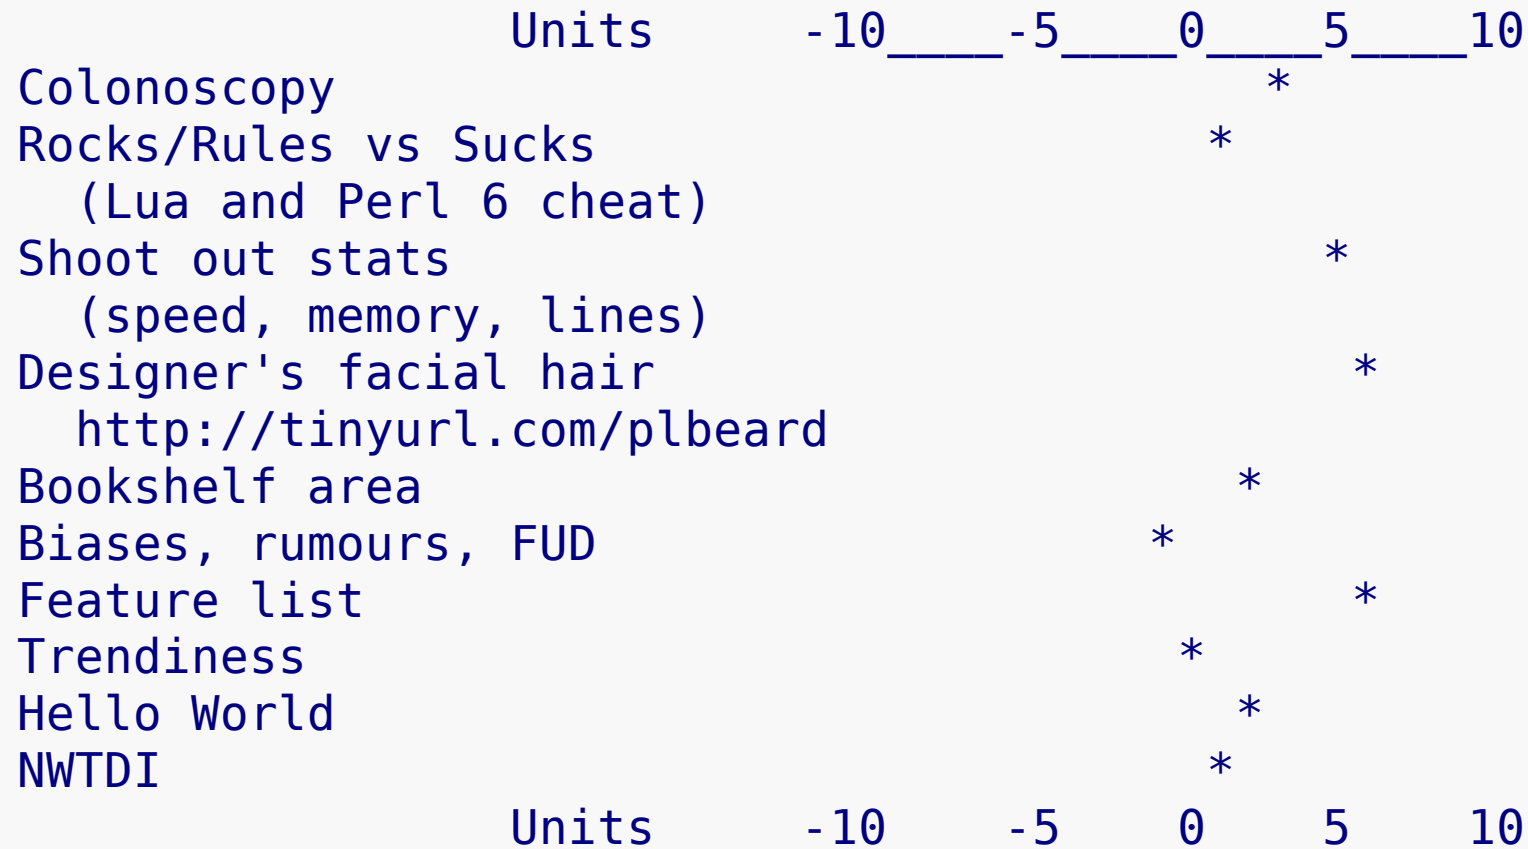 Units -10____-5____0____5____10
Colonoscopy *
Rocks/Rules vs Sucks *
(Lua and Perl 6 cheat)
Shoot out stats *
(speed, memory, lines)
Designer's facial hair *
http://tinyurl.com/plbeard
Bookshelf area *
Biases, rumours, FUD *
Feature list *
Trendiness *
Hello World *
NWTDI *
Units -10 -5 0 5 10